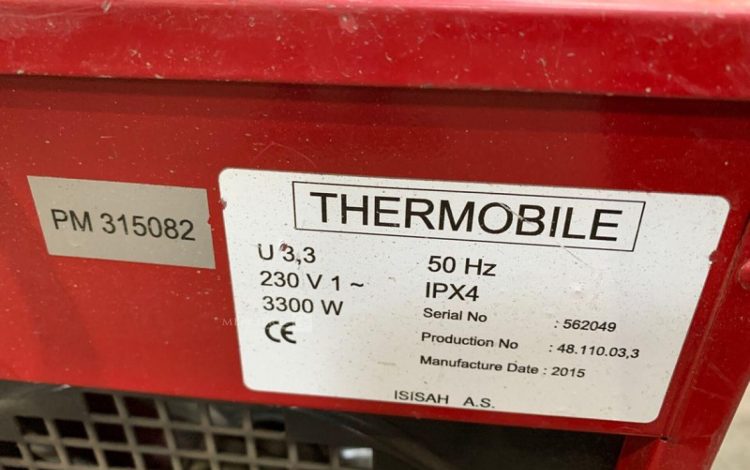 PM 315082
THERMOBILE
U 3,3 50 Hz
230 V 1~ IPX4
3300 W Serial No : 562049
CE Production No : 48.110.03,3
Manufacture Date : 2015
ISISAH A.S.